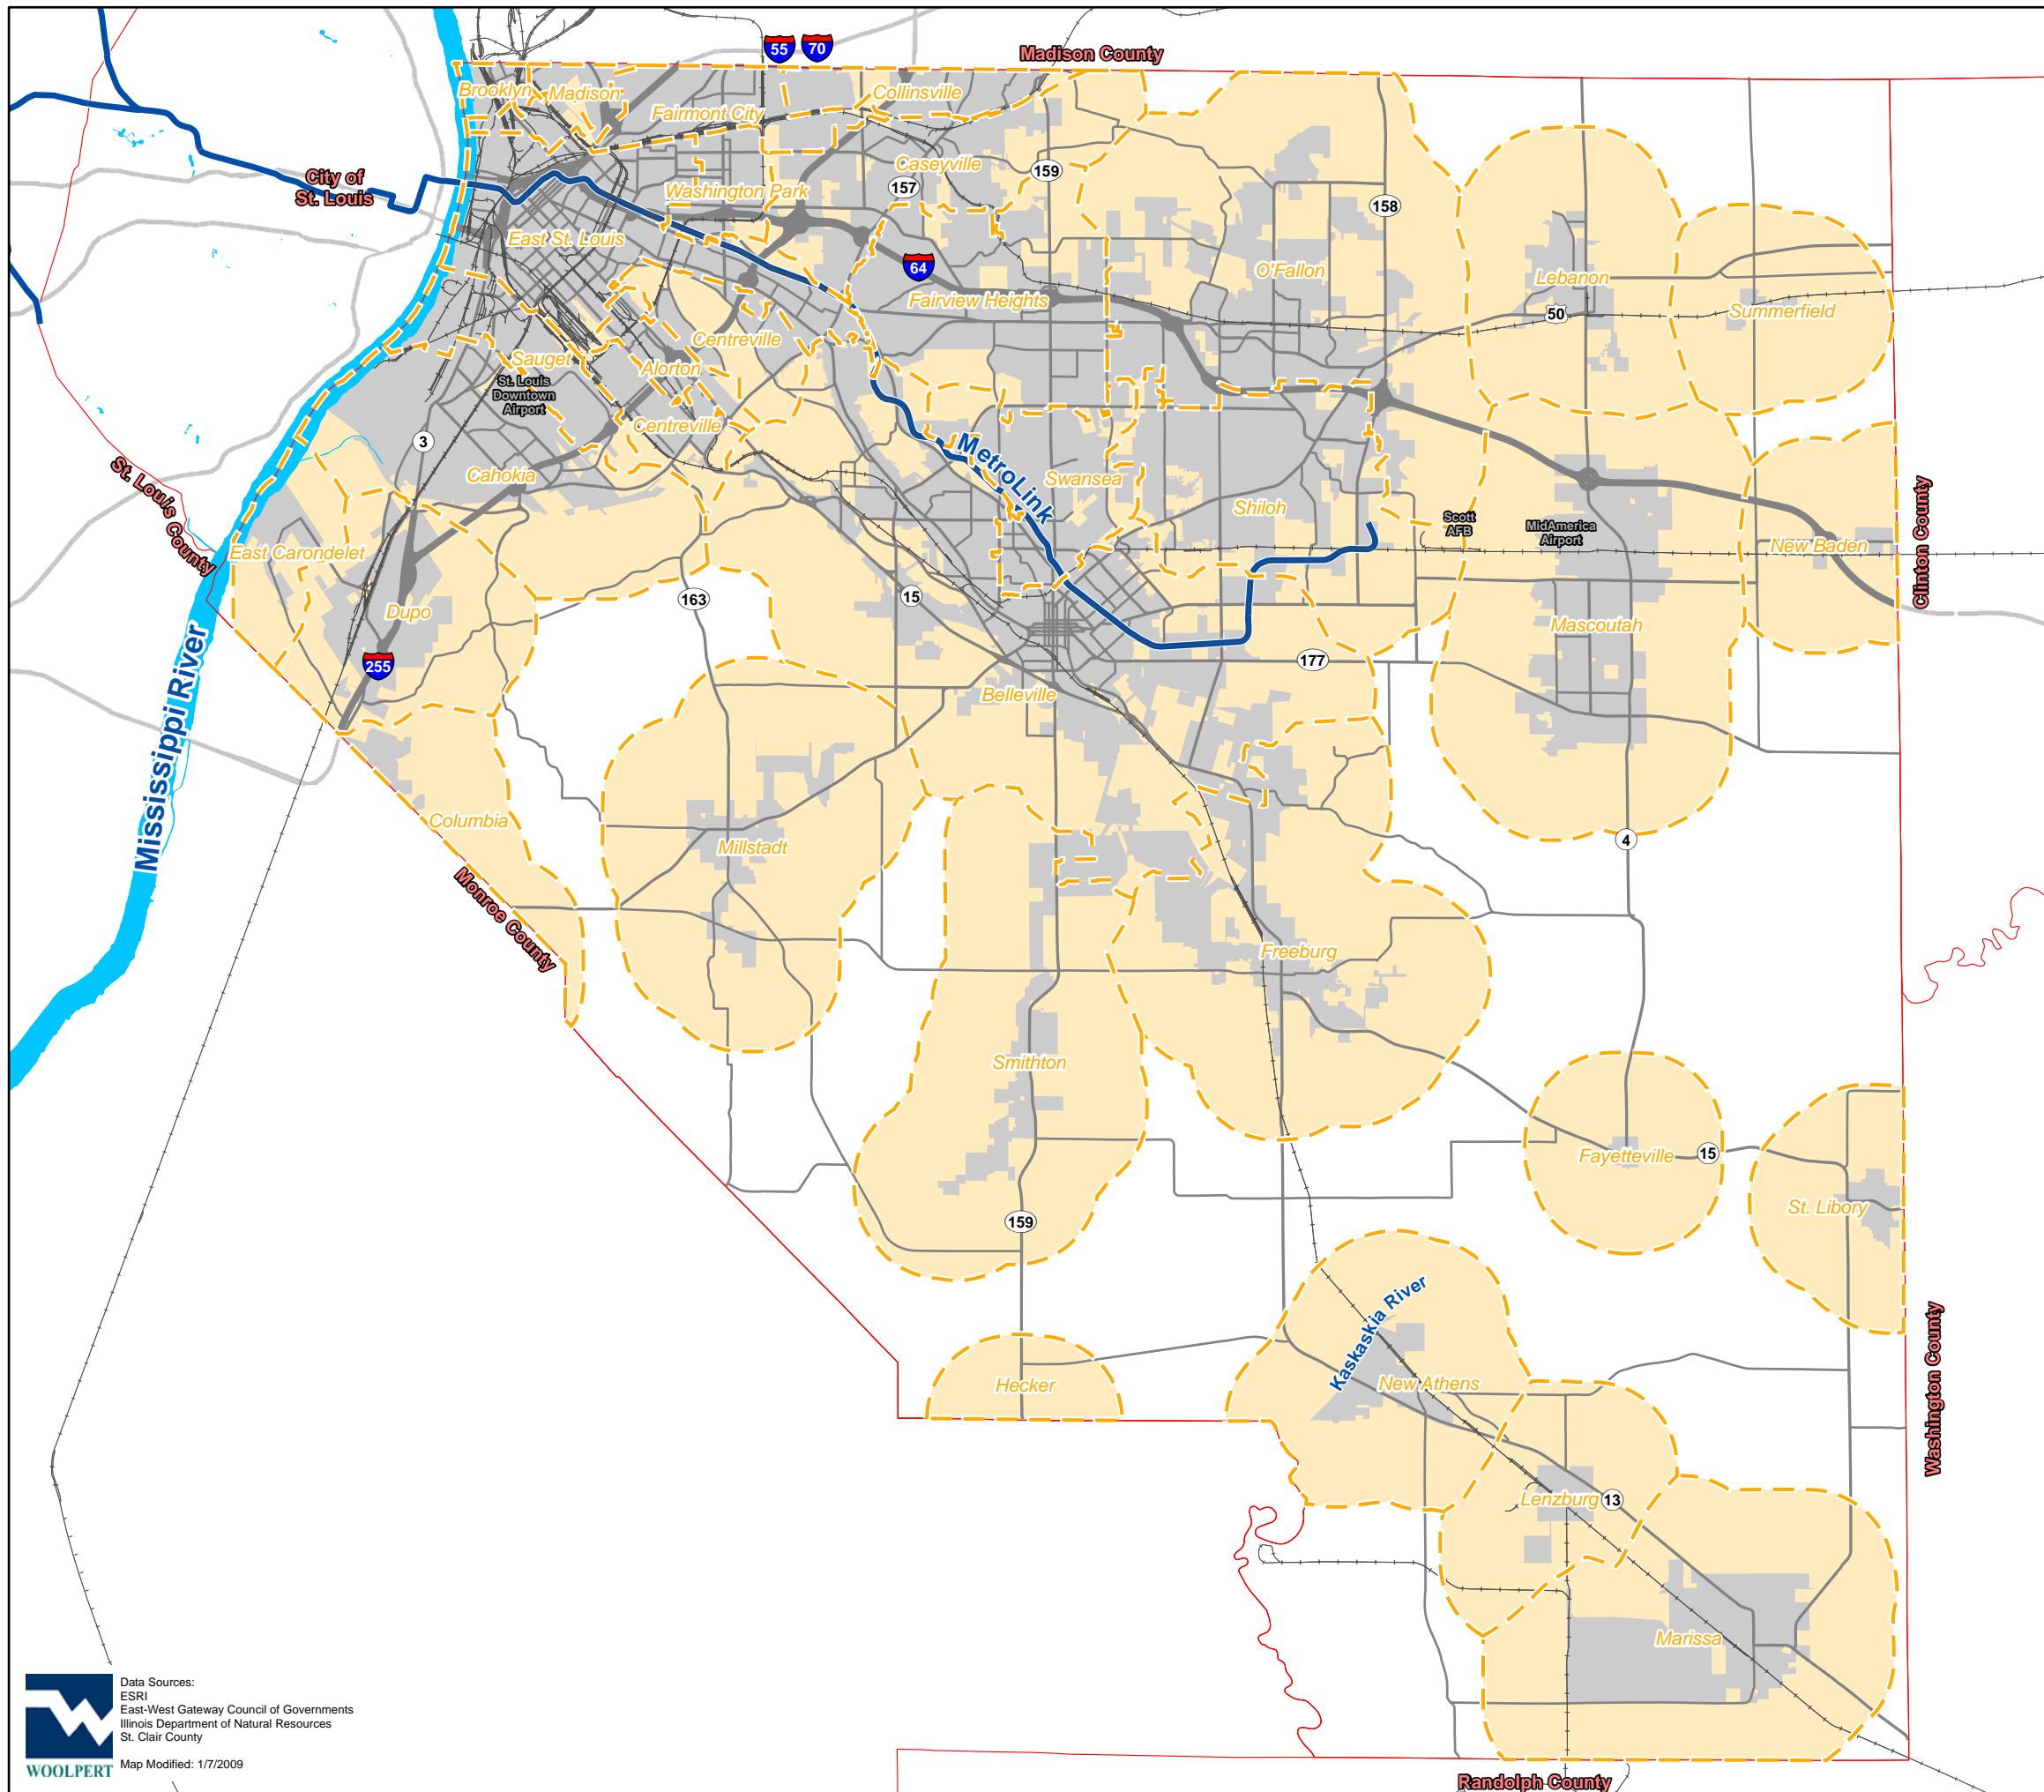 55
70
Madison County
Brooklyn
Madison
Collinsville
Fairmont City
Caseyville
159
City of
St. Louis
Washington Park
157
158
East St. Louis
64
O'Fallon
Lebanon
Fairview Heights
50
Summerfield
Centreville
Sauget
Alorton
St. Louis
Downtown
Airport
Centreville
3
MetroLink
Cahokia
Swansea
St. Louis County
Shiloh
Scott
AFB
MidAmerica
Airport
Clinton County
East Carondelet
New Baden
Dupo
163
15
Mascoutah
255
177
Belleville
Mississippi River
Columbia
Millstadt
4
Monroe County
Freeburg
Smithton
Fayetteville
15
St. Libory
159
Kaskaskia River
Hecker
New Athens
Washington County
Lenzburg
13
Marissa
WOOLPERT
Data Sources:
ESRI
East-West Gateway Council of Governments
Illinois Department of Natural Resources
St. Clair County
Map Modified: 1/7/2009
Randolph County